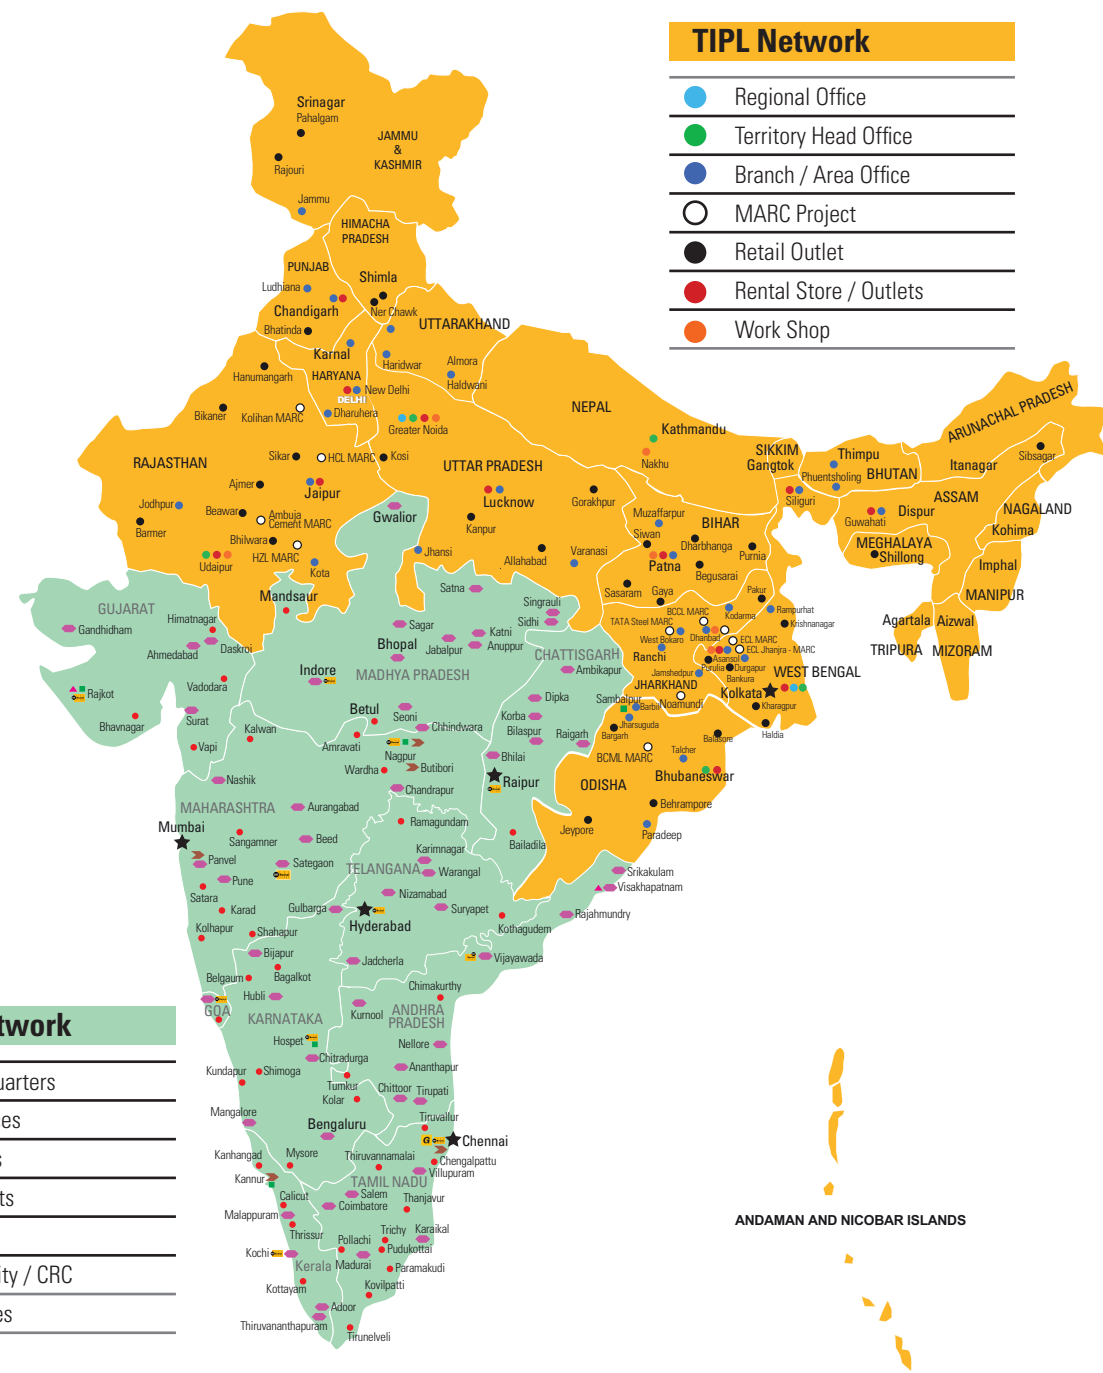 TIPL Network
Regional Office
Territory Head Office
Branch / Area Office
MARC Project
Retail Outlet
Rental Store / Outlets
Work Shop
Srinagar
Pahalgam
JAMMU
&
KASHMIR
Rajouri
Jammu
HIMACHA
PRADESH
PUNJAB
Shimla
Ludhiana
Chandigarh
Ner Chawk
UTTARAKHAND
Bhatinda
Karnal
Haridwar
Almora
Haldwani
Hanumangarh
HARYANA
New Delhi
DELHI
Bikaner
Kolihan MARC
Dharuhera
Greater Noida
NEPAL
Kathmandu
Nakhu
ARUNACHAL PRADESH
SIKKIM
Gangtok
Thimpu
Phuentsholing
BHUTAN
Itanagar
Sibsagar
RAJASTHAN
Sikar
HCL MARC
Kosi
UTTAR PRADESH
Ajmer
Jaipur
Lucknow
Gorakhpur
Siliguri
ASSAM
NAGALAND
Jodhpur
Beawar
Ambuja
Cement MARC
Gwalior
Kanpur
Muzaffarpur
Siwan
BIHAR
Dharbhanga
Guwahati
Dispur
Kohima
Barmer
Bhilwara
HZL MARC
Jhansi
Allahabad
Varanasi
Patna
Purnia
MEGHALAYA
Shillong
Imphal
Udaipur
Kota
Begusarai
Mandsaur
Satna
Sasaram
Gaya
Pakur
MANIPUR
GUJARAT
Himatnagar
Singrauli
Sidhi
BCCL MARC
TATA Steel MARC
Kodarma
Rampurhat
Krishnanagar
Agartala
Aizwal
Gandhidham
Daskroi
Ahmedabad
Sagar
Bhopal
Katni
Jabalpur
Anuppur
West Bokaro
Dhanbad
ECL MARC
ECL Jhanjra - MARC
TRIPURA
MIZORAM
CHATTISGARH
Ranchi
Asansol
Purulia
Durgapur
Bankura
Indore
MADHYA PRADESH
Ambikapur
Jamshedpur
WEST BENGAL
Rajkot
Vadodara
JHARKHAND
Kolkata
Betul
Dipka
Sambalpur
Noamundi
Barbil
Kharagpur
Surat
Seoni
Korba
Jharsuguda
Bhavnagar
Kalwan
Chhindwara
Bilaspur
Raigarh
Bargarh
Balasore
Haldia
Vapi
Amravati
Nagpur
Bhilai
BCML MARC
Talcher
Wardha
Butibori
Raipur
Bhubaneswar
Nashik
Chandrapur
ODISHA
MAHARASHTRA
Aurangabad
Behrampore
Mumbai
Ramagundam
Jeypore
Paradeep
Sangamner
Beed
Bailadila
Karimnagar
Panvel
Sategaon
TELANGANA
Warangal
Srikakulam
Pune
Visakhapatnam
Satara
Nizamabad
Karad
Gulbarga
Suryapet
Rajahmundry
Kolhapur
Shahapur
Hyderabad
Kothagudem
Bijapur
Jadcherla
Vijayawada
Belgaum
Bagalkot
Chimakurthy
Hubli
GOA
KARNATAKA
Kurnool
ANDHRA
PRADESH
Hospet
Nellore
Chitradurga
Kundapur
Shimoga
Ananthapur
Tumkur
Kolar
Chittoor
Tirupati
Mangalore
Bengaluru
Tiruvallur
G
Chennai
Kanhangad
Mysore
Thiruvannamalai
Chengalpattu
Kannur
Villupuram
TAMIL NADU
Calicut
Salem
Coimbatore
Thanjavur
Malappuram
Thrissur
Trichy
Karaikal
Kochi
Pollachi
Pudukottai
Kerala
Madurai
Paramakudi
Kottayam
Kovilpatti
Adoor
Thiruvananthapuram
Tirunelveli
ANDAMAN AND NICOBAR ISLANDS
twork
uarters
es
s
ts
ity / CRC
es